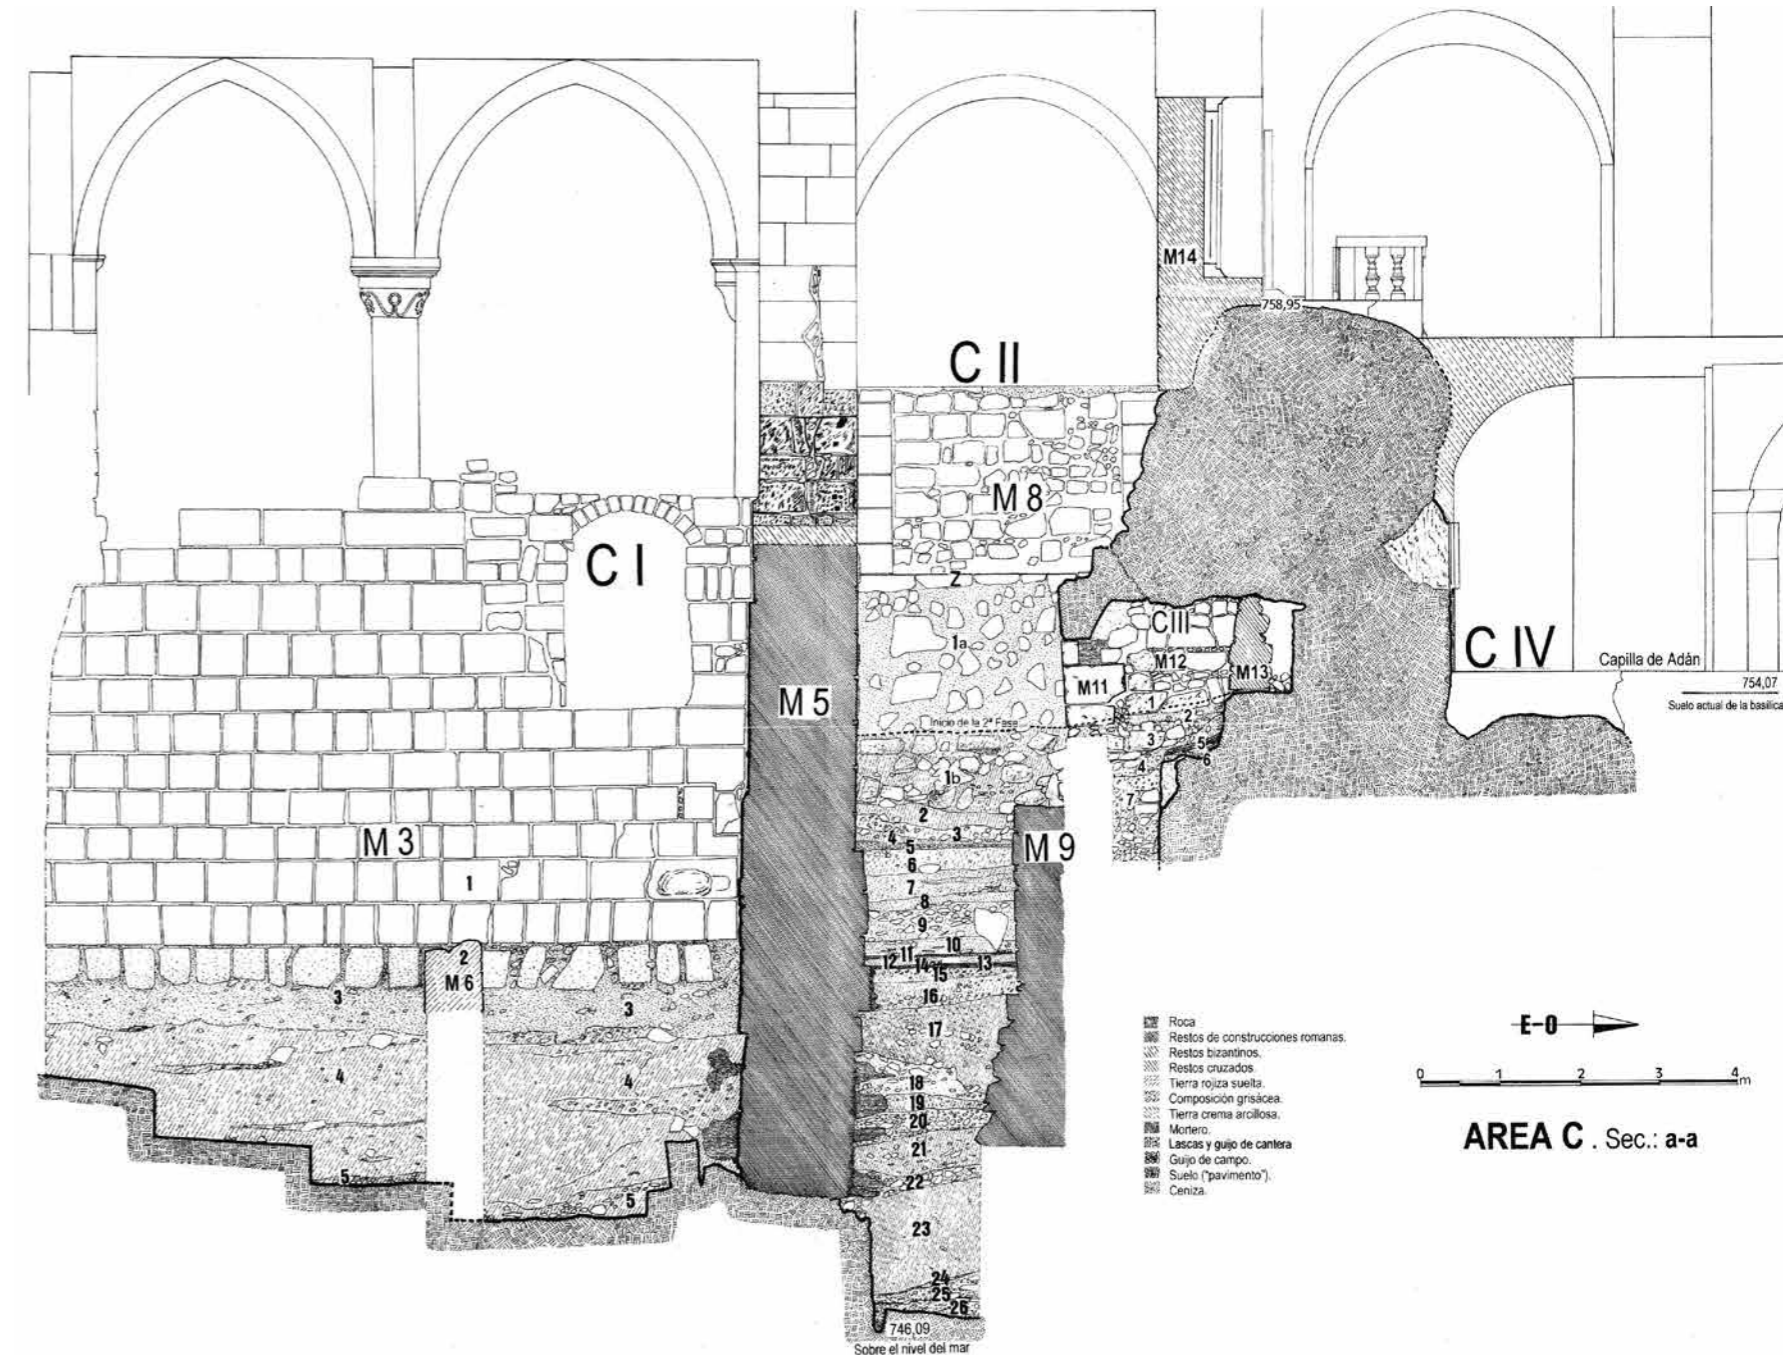 M14
758,95
C II
M 8
C I
Z
1a
CIII
M12
M11
M13
C IV
Capilla de Adán
754,07
Suelo actual de la basílica
M 5
Inicio de la 2ª Fase
1
2
3
5
4
6
7
1b
2
3
4
5
6
7
8
9
10
11
12
13
14
15
16
17
18
19
20
21
22
23
24
25
26
M 9
M 3
1
2
M 6
3
3
4
4
5
5
746,09
Sobre el nivel del mar
Roca
Restos de construcciones romanas.
Restos bizantinos.
Restos cruzados.
Tierra rojiza suelta.
Composición grisácea.
Tierra crema arcillosa.
Mortero.
Lascas y guijo de cantera
Guijo de campo.
Suelo ("pavimento").
Ceniza.
E-O
0 1 2 3 4 m
AREA C . Sec.: a-a